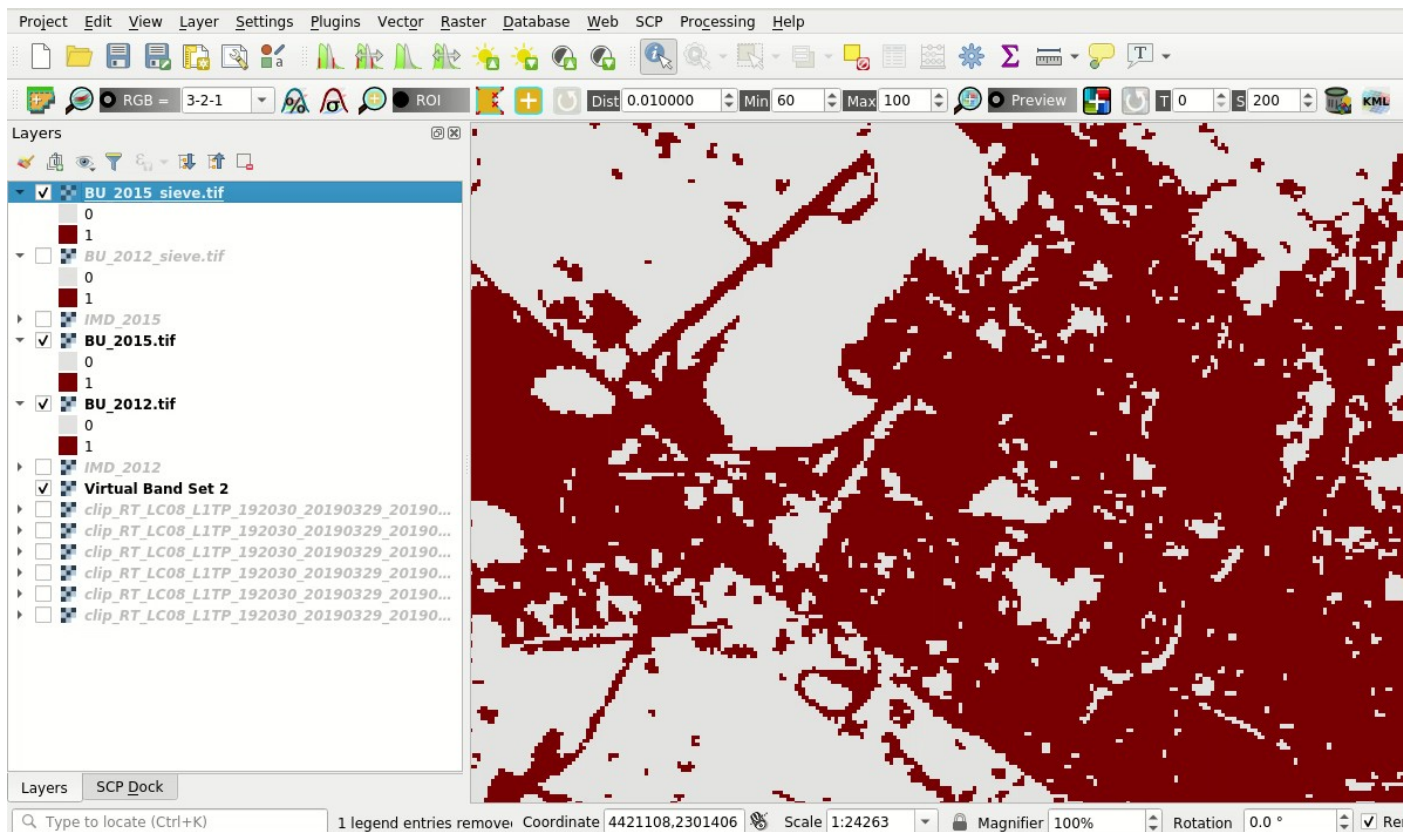 Project Edit View Layer Settings Plugins Vector Raster Database Web SCP Processing Help
a Σ T
RGB = 3-2-1 σ ROI Dist 0.010000 Min 60 Max 100 Preview T 0 S 200 KML
Layers
BU_2015_sieve.tif
0
1
BU_2012_sieve.tif
0
1
IMD_2015
BU_2015.tif
0
1
BU_2012.tif
0
1
IMD_2012
Virtual Band Set 2
clip_RT_LC08_L1TP_192030_20190329_20190...
clip_RT_LC08_L1TP_192030_20190329_20190...
clip_RT_LC08_L1TP_192030_20190329_20190...
clip_RT_LC08_L1TP_192030_20190329_20190...
clip_RT_LC08_L1TP_192030_20190329_20190...
clip_RT_LC08_L1TP_192030_20190329_20190...
Layers SCP Dock
Type to locate (Ctrl+K) 1 legend entries remove Coordinate 4421108,2301406 Scale 1:24263 Magnifier 100% Rotation 0.0 ° Re